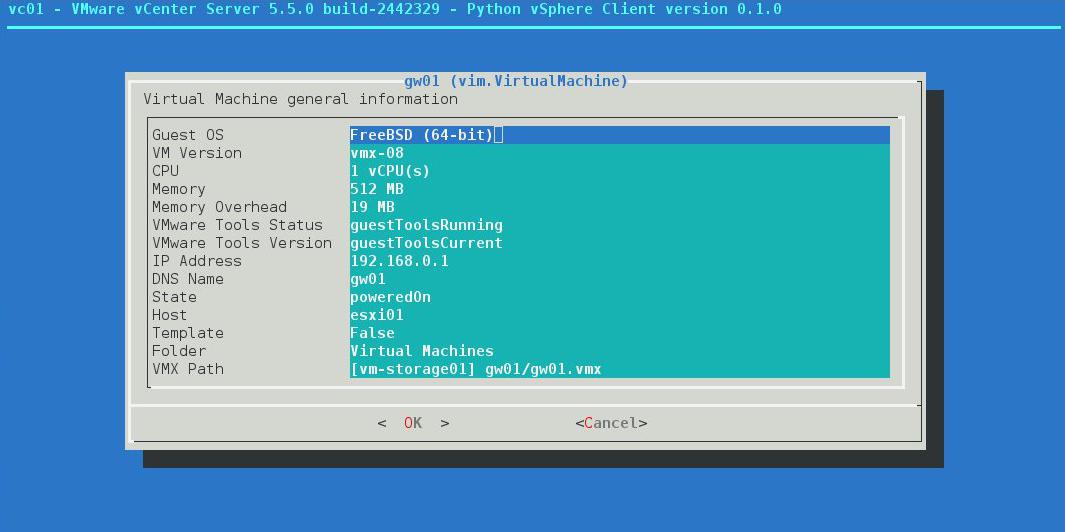 vc01 - VMware vCenter Server 5.5.0 build-2442329 - Python vSphere Client version 0.1.0
gw01 (vim.VirtualMachine)
Virtual Machine general information
Guest OS FreeBSD (64-bit)
VM Version vmx-08
CPU 1 vCPU(s)
Memory 512 MB
Memory Overhead 19 MB
VMware Tools Status guestToolsRunning
VMware Tools Version guestToolsCurrent
IP Address 192.168.0.1
DNS Name gw01
State poweredOn
Host esxi01
Template False
Folder Virtual Machines
VMX Path [vm-storage01] gw01/gw01.vmx
<  OK  > <Cancel>